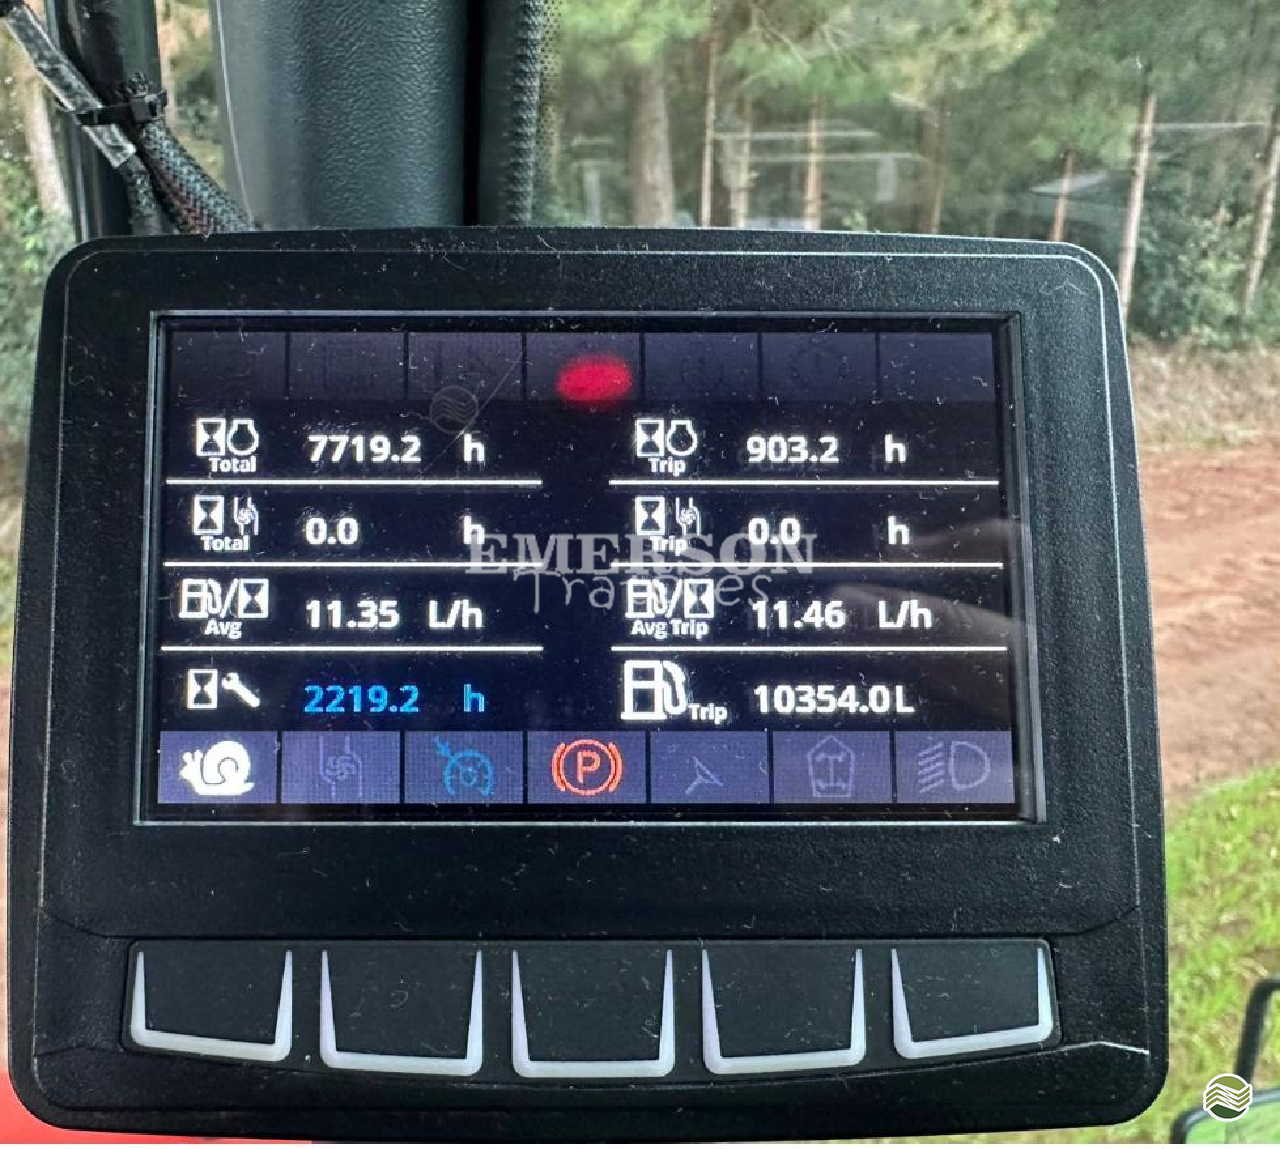 Total 7719.2 h
Trip 903.2 h
Total 0.0 h
Trip 0.0 h
EMERSON
Tratores
Avg 11.35 L/h
Avg Trip 11.46 L/h
2219.2 h
Trip 10354.0L
P